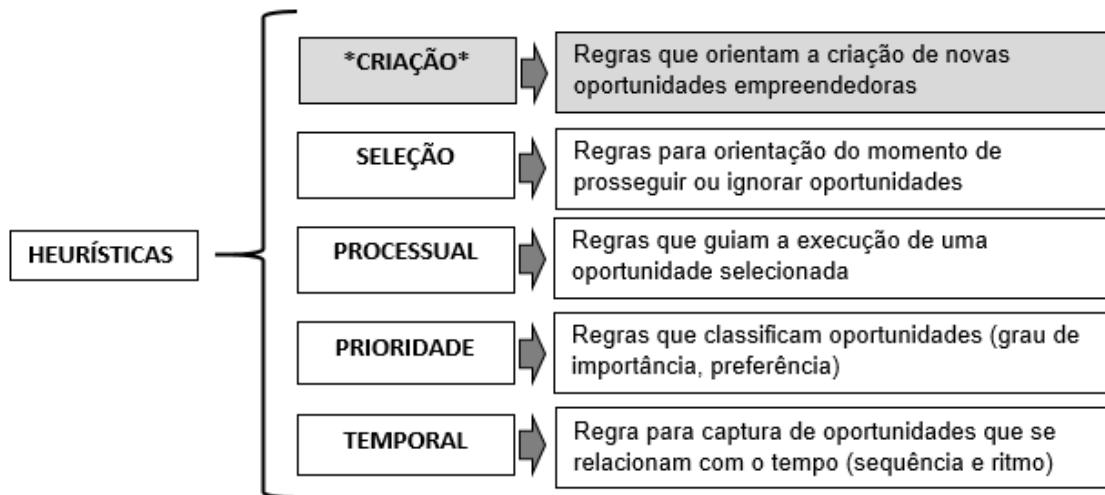 *CRIAÇÃO*
Regras que orientam a criação de novas
oportunidades empreendedoras
SELEÇÃO
Regras para orientação do momento de
prosseguir ou ignorar oportunidades
HEURÍSTICAS
PROCESSUAL
Regras que guiam a execução de uma
oportunidade selecionada
PRIORIDADE
Regras que classificam oportunidades (grau de
importância, preferência)
TEMPORAL
Regra para captura de oportunidades que se
relacionam com o tempo (sequência e ritmo)